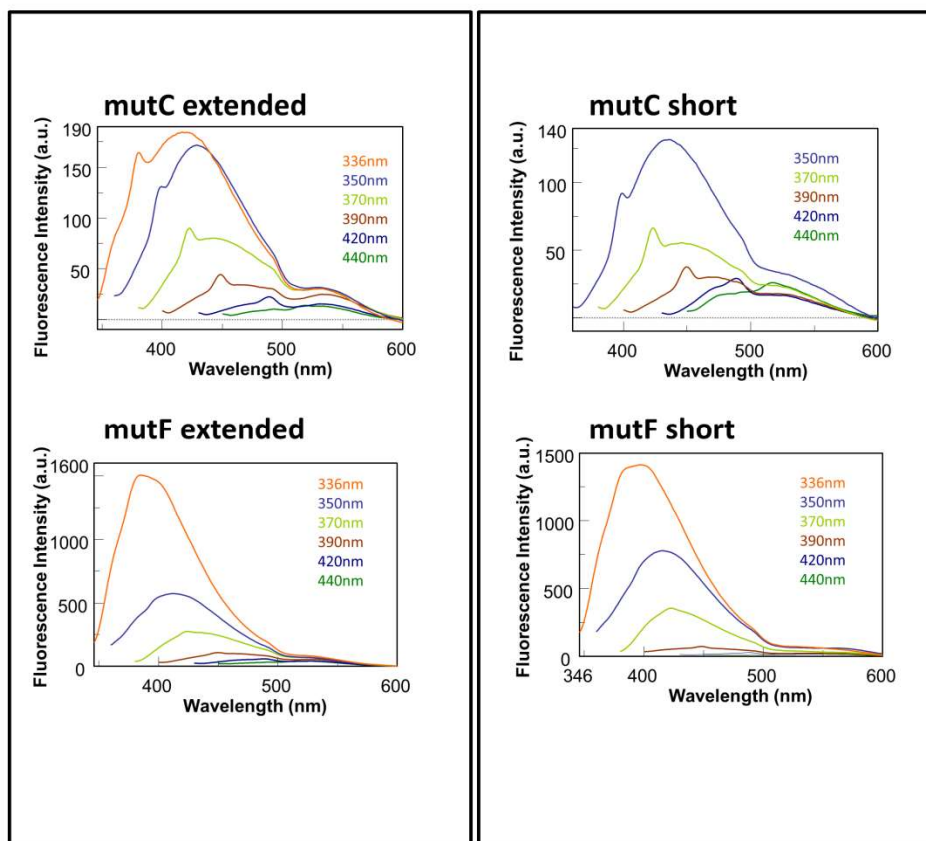 mutC extended
Fluorescence Intensity (a.u.)
190
150
100
50
336nm
350nm
370nm
390nm
420nm
440nm
400
500
600
Wavelength (nm)
mutF extended
Fluorescence Intensity (a.u.)
1600
1000
500
0
336nm
350nm
370nm
390nm
420nm
440nm
400
500
600
Wavelength (nm)
mutC short
Fluorescence Intensity (a.u.)
140
100
50
350nm
370nm
390nm
420nm
440nm
400
500
600
Wavelength (nm)
mutF short
Fluorescence Intensity (a.u.)
1500
1000
500
0
336nm
350nm
370nm
390nm
420nm
440nm
346
400
500
600
Wavelength (nm)